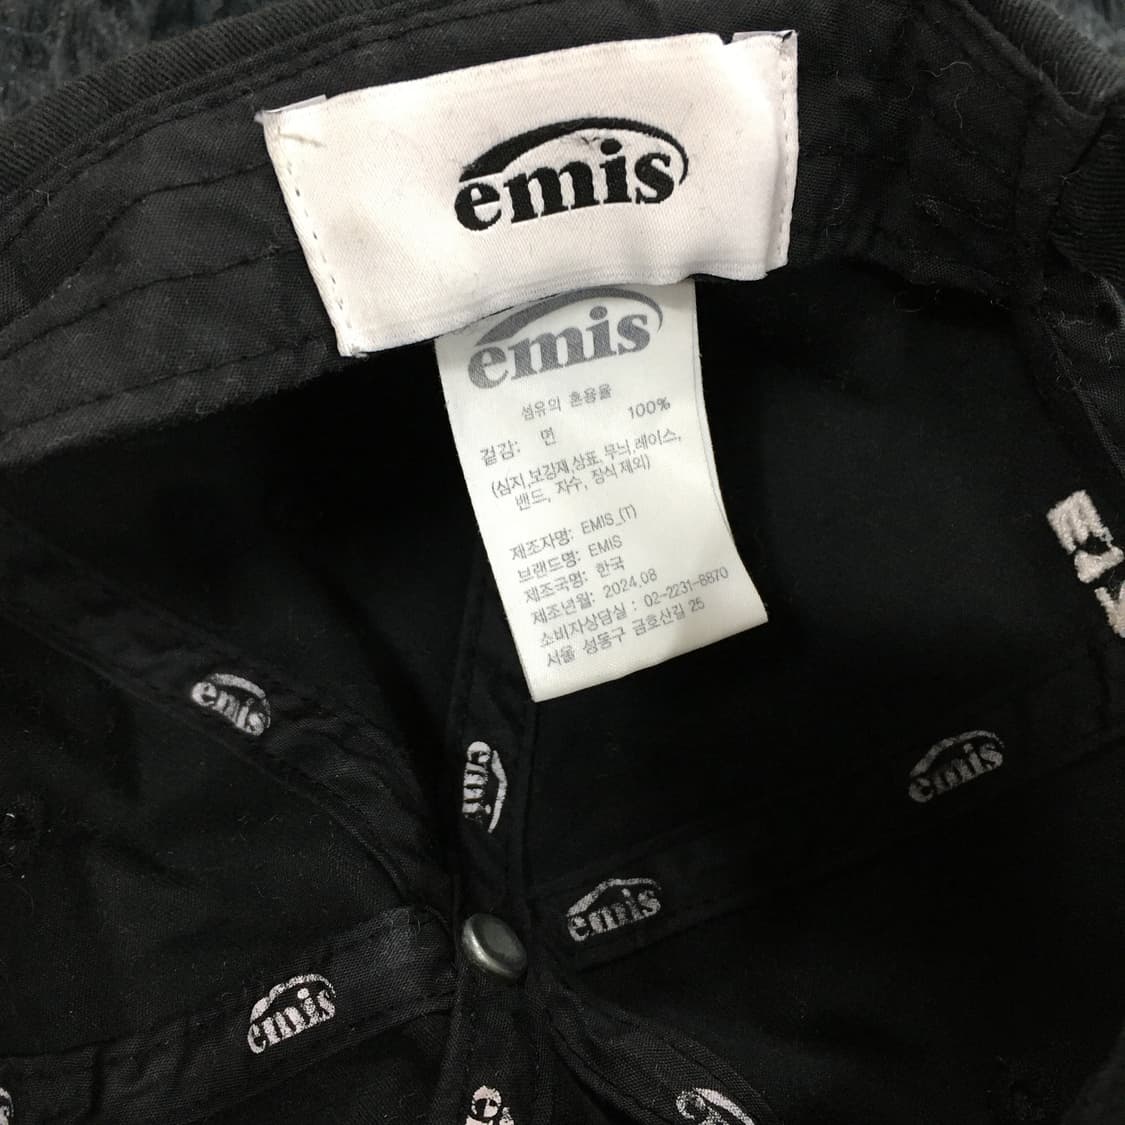 emis
emis
섬유의 혼용율
겉감: 면 100%
(심지,보강재,상표,무늬,레이스,
밴드, 자수, 장식 제외)
제조자명: EMIS_(T)
브랜드명: EMIS
제조국명: 한국
제조년월: 2024.08
소비자상담실 : 02-2231-8870
서울 성동구 금호산길 25
emis
emis
emis
emis
emis